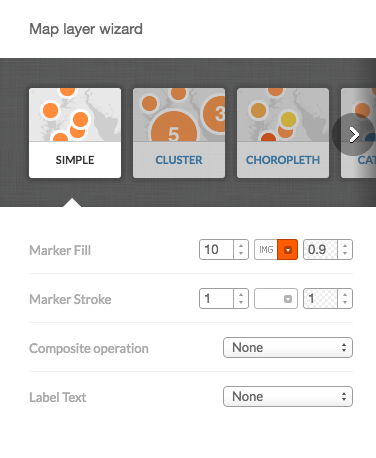 Map layer wizard
5
3
SIMPLE
CLUSTER
CHOROPLETH
CAT
Marker Fill
10
IMG
0.9
Marker Stroke
1
1
Composite operation
None
Label Text
None